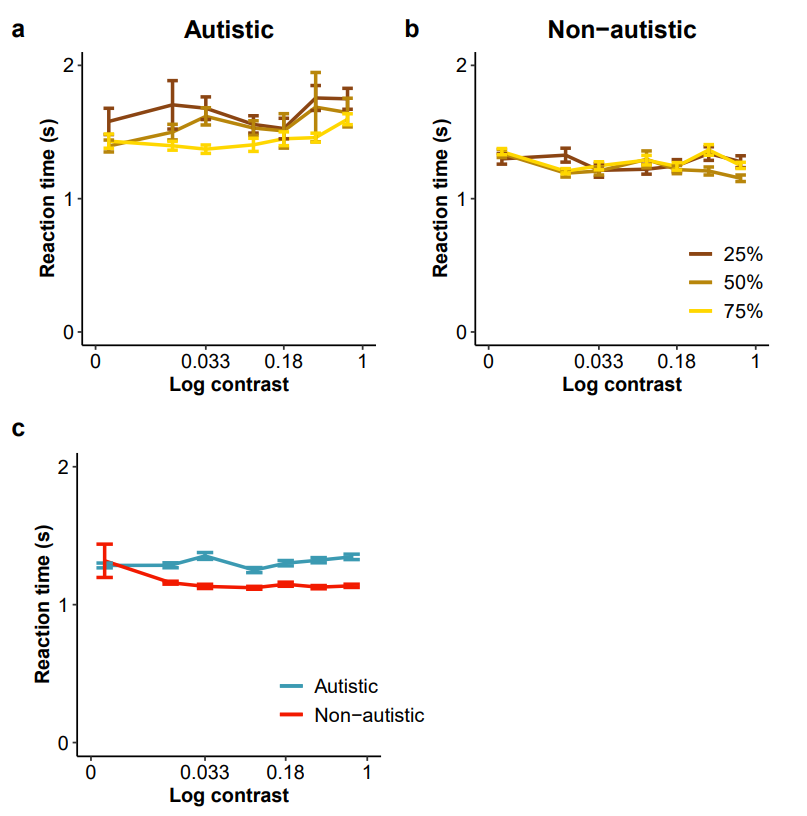 a
Autistic
Reaction time (s)
2
1
0
0 0.033 0.18 1
Log contrast
b
Non−autistic
Reaction time (s)
2
1
0
25%
50%
75%
0 0.033 0.18 1
Log contrast
c
Reaction time (s)
2
1
0
Autistic
Non−autistic
0 0.033 0.18 1
Log contrast